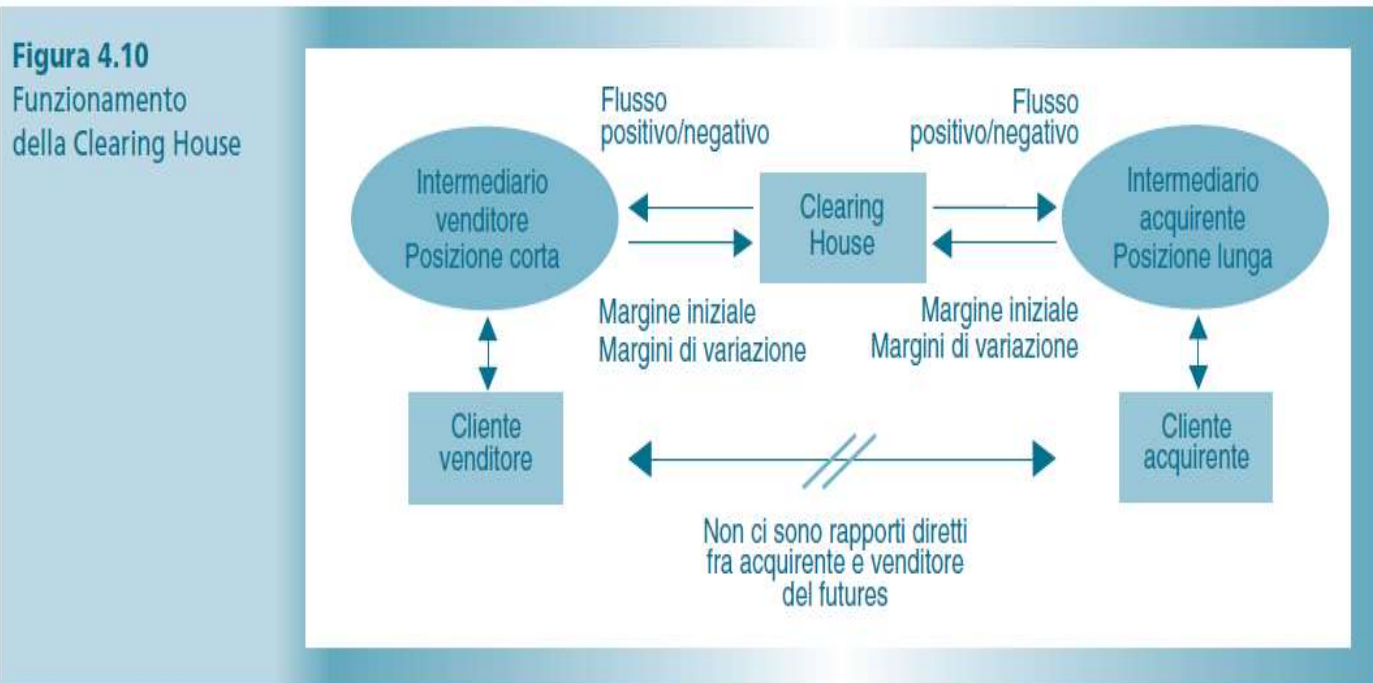 Figura 4.10
Funzionamento
della Clearing House
Flusso
positivo/negativo
Flusso
positivo/negativo
Intermediario
venditore
Posizione corta
Clearing
House
Intermediario
acquirente
Posizione lunga
Margine iniziale
Margini di variazione
Margine iniziale
Margini di variazione
Cliente
venditore
Cliente
acquirente
Non ci sono rapporti diretti
fra acquirente e venditore
del futures